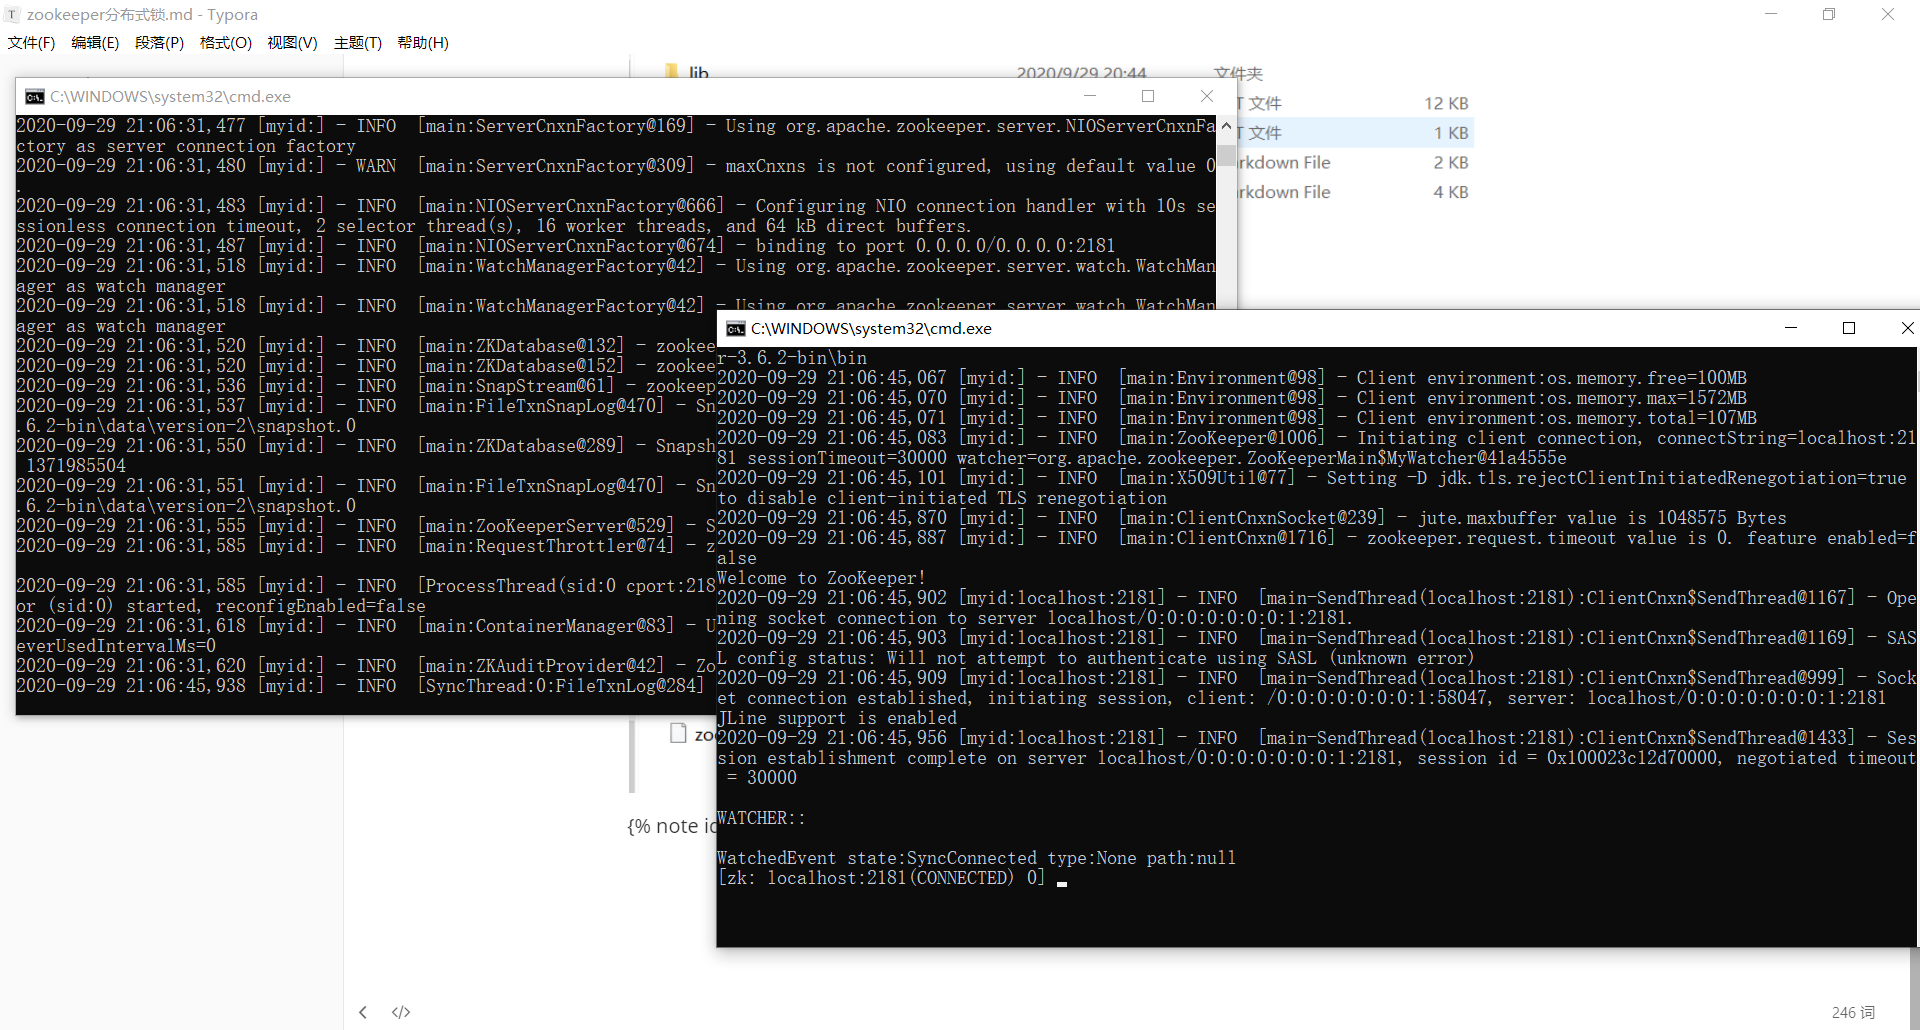 zookeeper分布式锁.md - Typora
文件(F) 编辑(E) 段落(P) 格式(O) 视图(V) 主题(T) 帮助(H)
lib 2020/9/29 20:44 文件夹
T 文件 12 KB
T 文件 1 KB
arkdown File 2 KB
arkdown File 4 KB
C:\WINDOWS\system32\cmd.exe
2020-09-29 21:06:31,477 [myid:] - INFO  [main:ServerCnxnFactory@169] - Using org.apache.zookeeper.server.NIOServerCnxnFa
ctory as server connection factory
2020-09-29 21:06:31,480 [myid:] - WARN  [main:ServerCnxnFactory@309] - maxCnxns is not configured, using default value 0
.
2020-09-29 21:06:31,483 [myid:] - INFO  [main:NIOServerCnxnFactory@666] - Configuring NIO connection handler with 10s se
ssionless connection timeout, 2 selector thread(s), 16 worker threads, and 64 kB direct buffers.
2020-09-29 21:06:31,487 [myid:] - INFO  [main:NIOServerCnxnFactory@674] - binding to port 0.0.0.0/0.0.0.0:2181
2020-09-29 21:06:31,518 [myid:] - INFO  [main:WatchManagerFactory@42] - Using org.apache.zookeeper.server.watch.WatchMan
ager as watch manager
2020-09-29 21:06:31,518 [myid:] - INFO  [main:WatchManagerFactory@42] - Using org.apache.zookeeper.server.watch.WatchMan
ager as watch manager
2020-09-29 21:06:31,520 [myid:] - INFO  [main:ZKDatabase@132] - zookee
2020-09-29 21:06:31,520 [myid:] - INFO  [main:ZKDatabase@152] - zookee
2020-09-29 21:06:31,536 [myid:] - INFO  [main:SnapStream@61] - zookeep
2020-09-29 21:06:31,537 [myid:] - INFO  [main:FileTxnSnapLog@470] - Sn
.6.2-bin\data\version-2\snapshot.0
2020-09-29 21:06:31,550 [myid:] - INFO  [main:ZKDatabase@289] - Snapsh
1371985504
2020-09-29 21:06:31,551 [myid:] - INFO  [main:FileTxnSnapLog@470] - Sn
.6.2-bin\data\version-2\snapshot.0
2020-09-29 21:06:31,555 [myid:] - INFO  [main:ZooKeeperServer@529] - S
2020-09-29 21:06:31,585 [myid:] - INFO  [main:RequestThrottler@74] - z
2020-09-29 21:06:31,585 [myid:] - INFO  [ProcessThread(sid:0 cport:218
or (sid:0) started, reconfigEnabled=false
2020-09-29 21:06:31,618 [myid:] - INFO  [main:ContainerManager@83] - U
everUsedIntervalMs=0
2020-09-29 21:06:31,620 [myid:] - INFO  [main:ZKAuditProvider@42] - Zo
2020-09-29 21:06:45,938 [myid:] - INFO  [SyncThread:0:FileTxnLog@284]
C:\WINDOWS\system32\cmd.exe
r-3.6.2-bin\bin
2020-09-29 21:06:45,067 [myid:] - INFO  [main:Environment@98] - Client environment:os.memory.free=100MB
2020-09-29 21:06:45,070 [myid:] - INFO  [main:Environment@98] - Client environment:os.memory.max=1572MB
2020-09-29 21:06:45,071 [myid:] - INFO  [main:Environment@98] - Client environment:os.memory.total=107MB
2020-09-29 21:06:45,083 [myid:] - INFO  [main:ZooKeeper@1006] - Initiating client connection, connectString=localhost:21
81 sessionTimeout=30000 watcher=org.apache.zookeeper.ZooKeeperMain$MyWatcher@41a4555e
2020-09-29 21:06:45,101 [myid:] - INFO  [main:X509Util@77] - Setting -D jdk.tls.rejectClientInitiatedRenegotiation=true
to disable client-initiated TLS renegotiation
2020-09-29 21:06:45,870 [myid:] - INFO  [main:ClientCnxnSocket@239] - jute.maxbuffer value is 1048575 Bytes
2020-09-29 21:06:45,887 [myid:] - INFO  [main:ClientCnxn@1716] - zookeeper.request.timeout value is 0. feature enabled=f
alse
Welcome to ZooKeeper!
2020-09-29 21:06:45,902 [myid:localhost:2181] - INFO  [main-SendThread(localhost:2181):ClientCnxn$SendThread@1167] - Ope
ning socket connection to server localhost/0:0:0:0:0:0:0:1:2181.
2020-09-29 21:06:45,903 [myid:localhost:2181] - INFO  [main-SendThread(localhost:2181):ClientCnxn$SendThread@1169] - SAS
L config status: Will not attempt to authenticate using SASL (unknown error)
2020-09-29 21:06:45,909 [myid:localhost:2181] - INFO  [main-SendThread(localhost:2181):ClientCnxn$SendThread@999] - Sock
et connection established, initiating session, client: /0:0:0:0:0:0:0:1:58047, server: localhost/0:0:0:0:0:0:0:1:2181
JLine support is enabled
2020-09-29 21:06:45,956 [myid:localhost:2181] - INFO  [main-SendThread(localhost:2181):ClientCnxn$SendThread@1433] - Ses
sion establishment complete on server localhost/0:0:0:0:0:0:0:1:2181, session id = 0x100023c12d70000, negotiated timeout
= 30000
WATCHER::
WatchedEvent state:SyncConnected type:None path:null
[zk: localhost:2181(CONNECTED) 0]
zo
{% note ic
</> 246 词